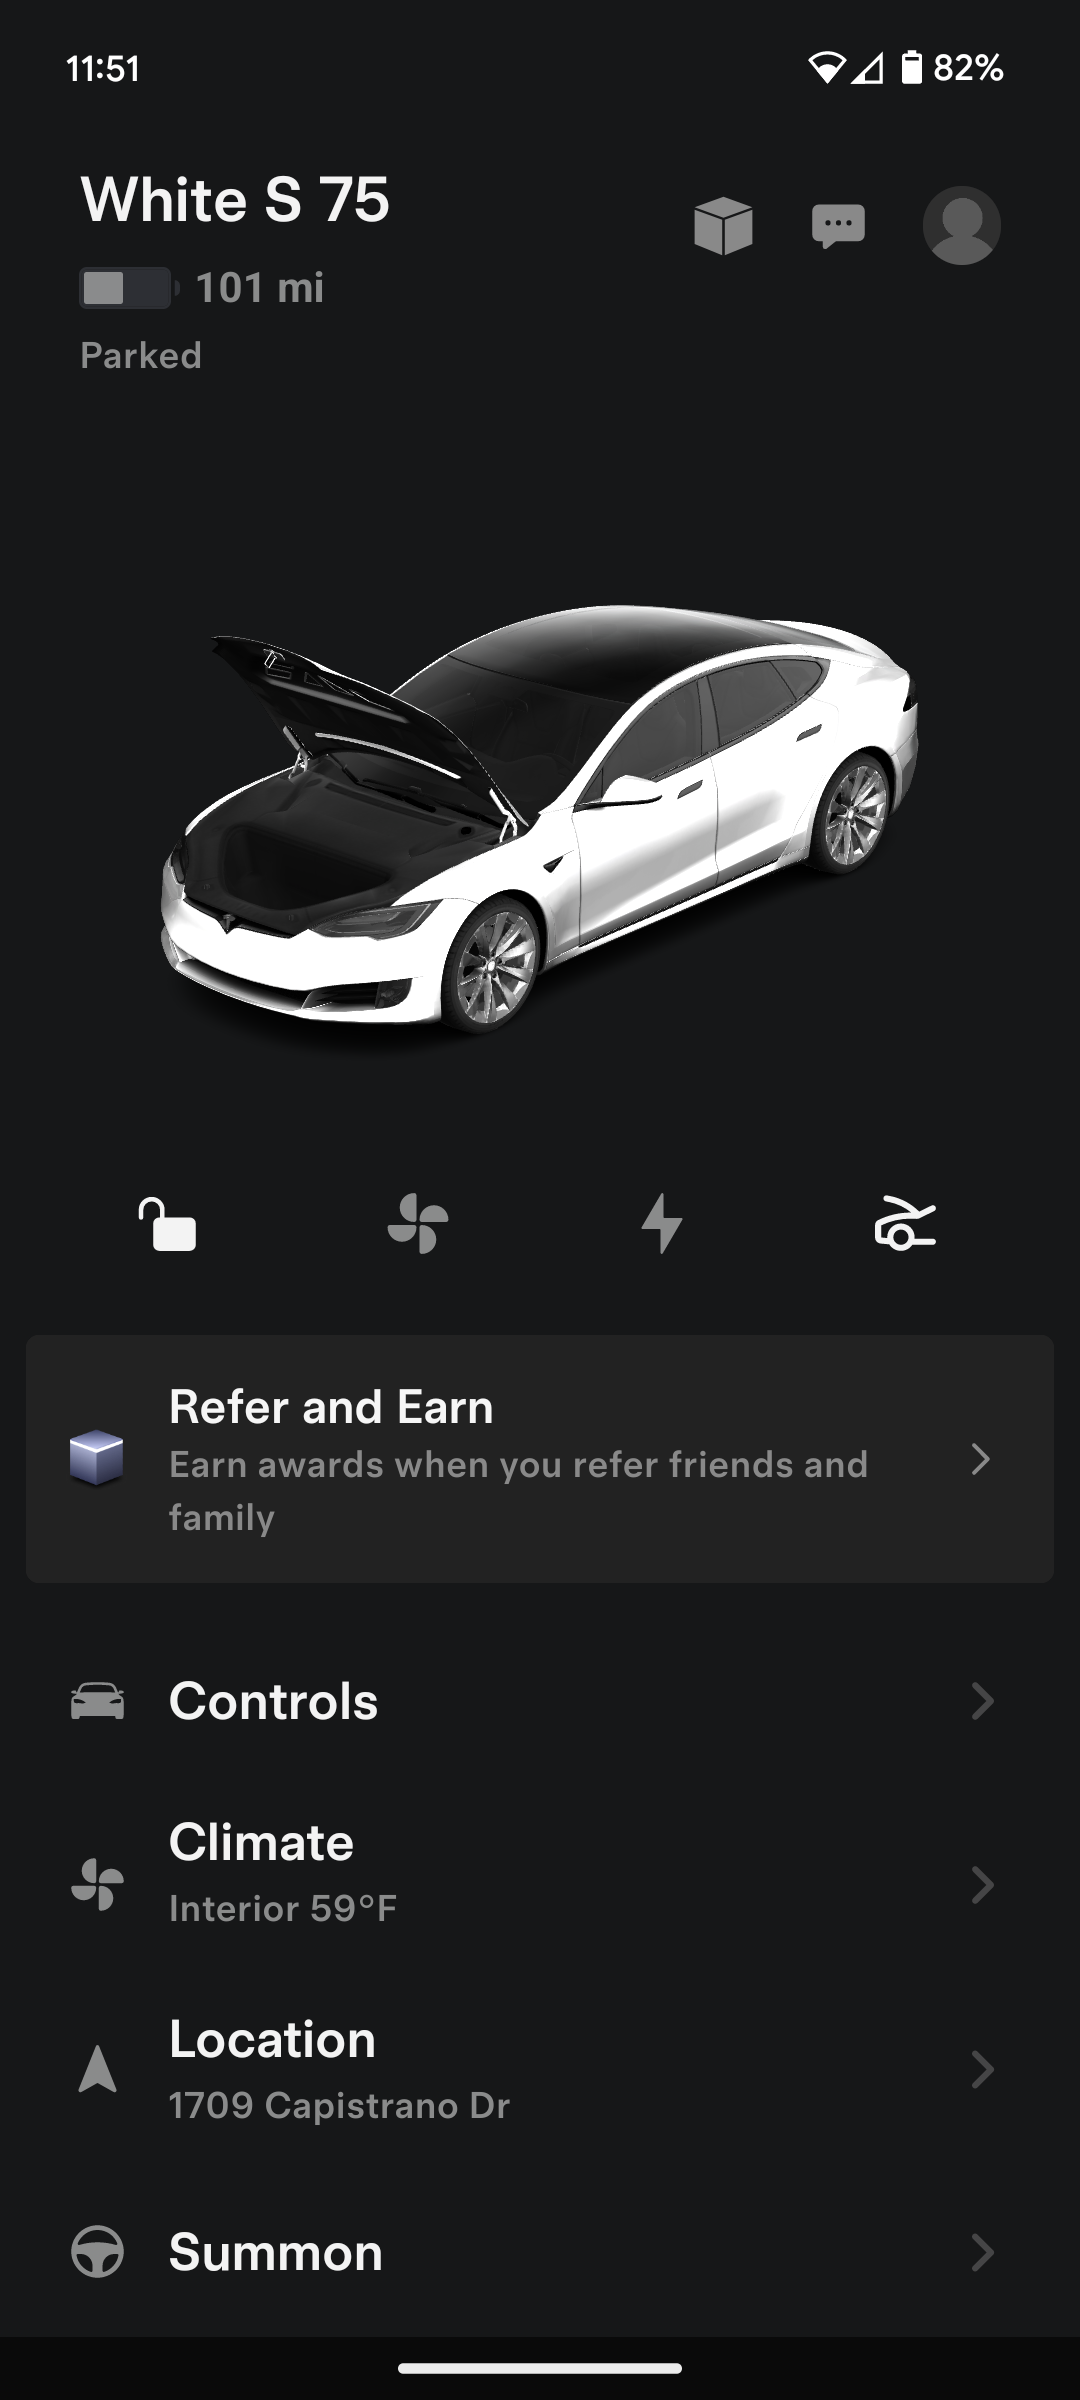 11:51
82%
White S 75
101 mi
Parked
Refer and Earn
Earn awards when you refer friends and
family
Controls
Climate
Interior 59°F
Location
1709 Capistrano Dr
Summon